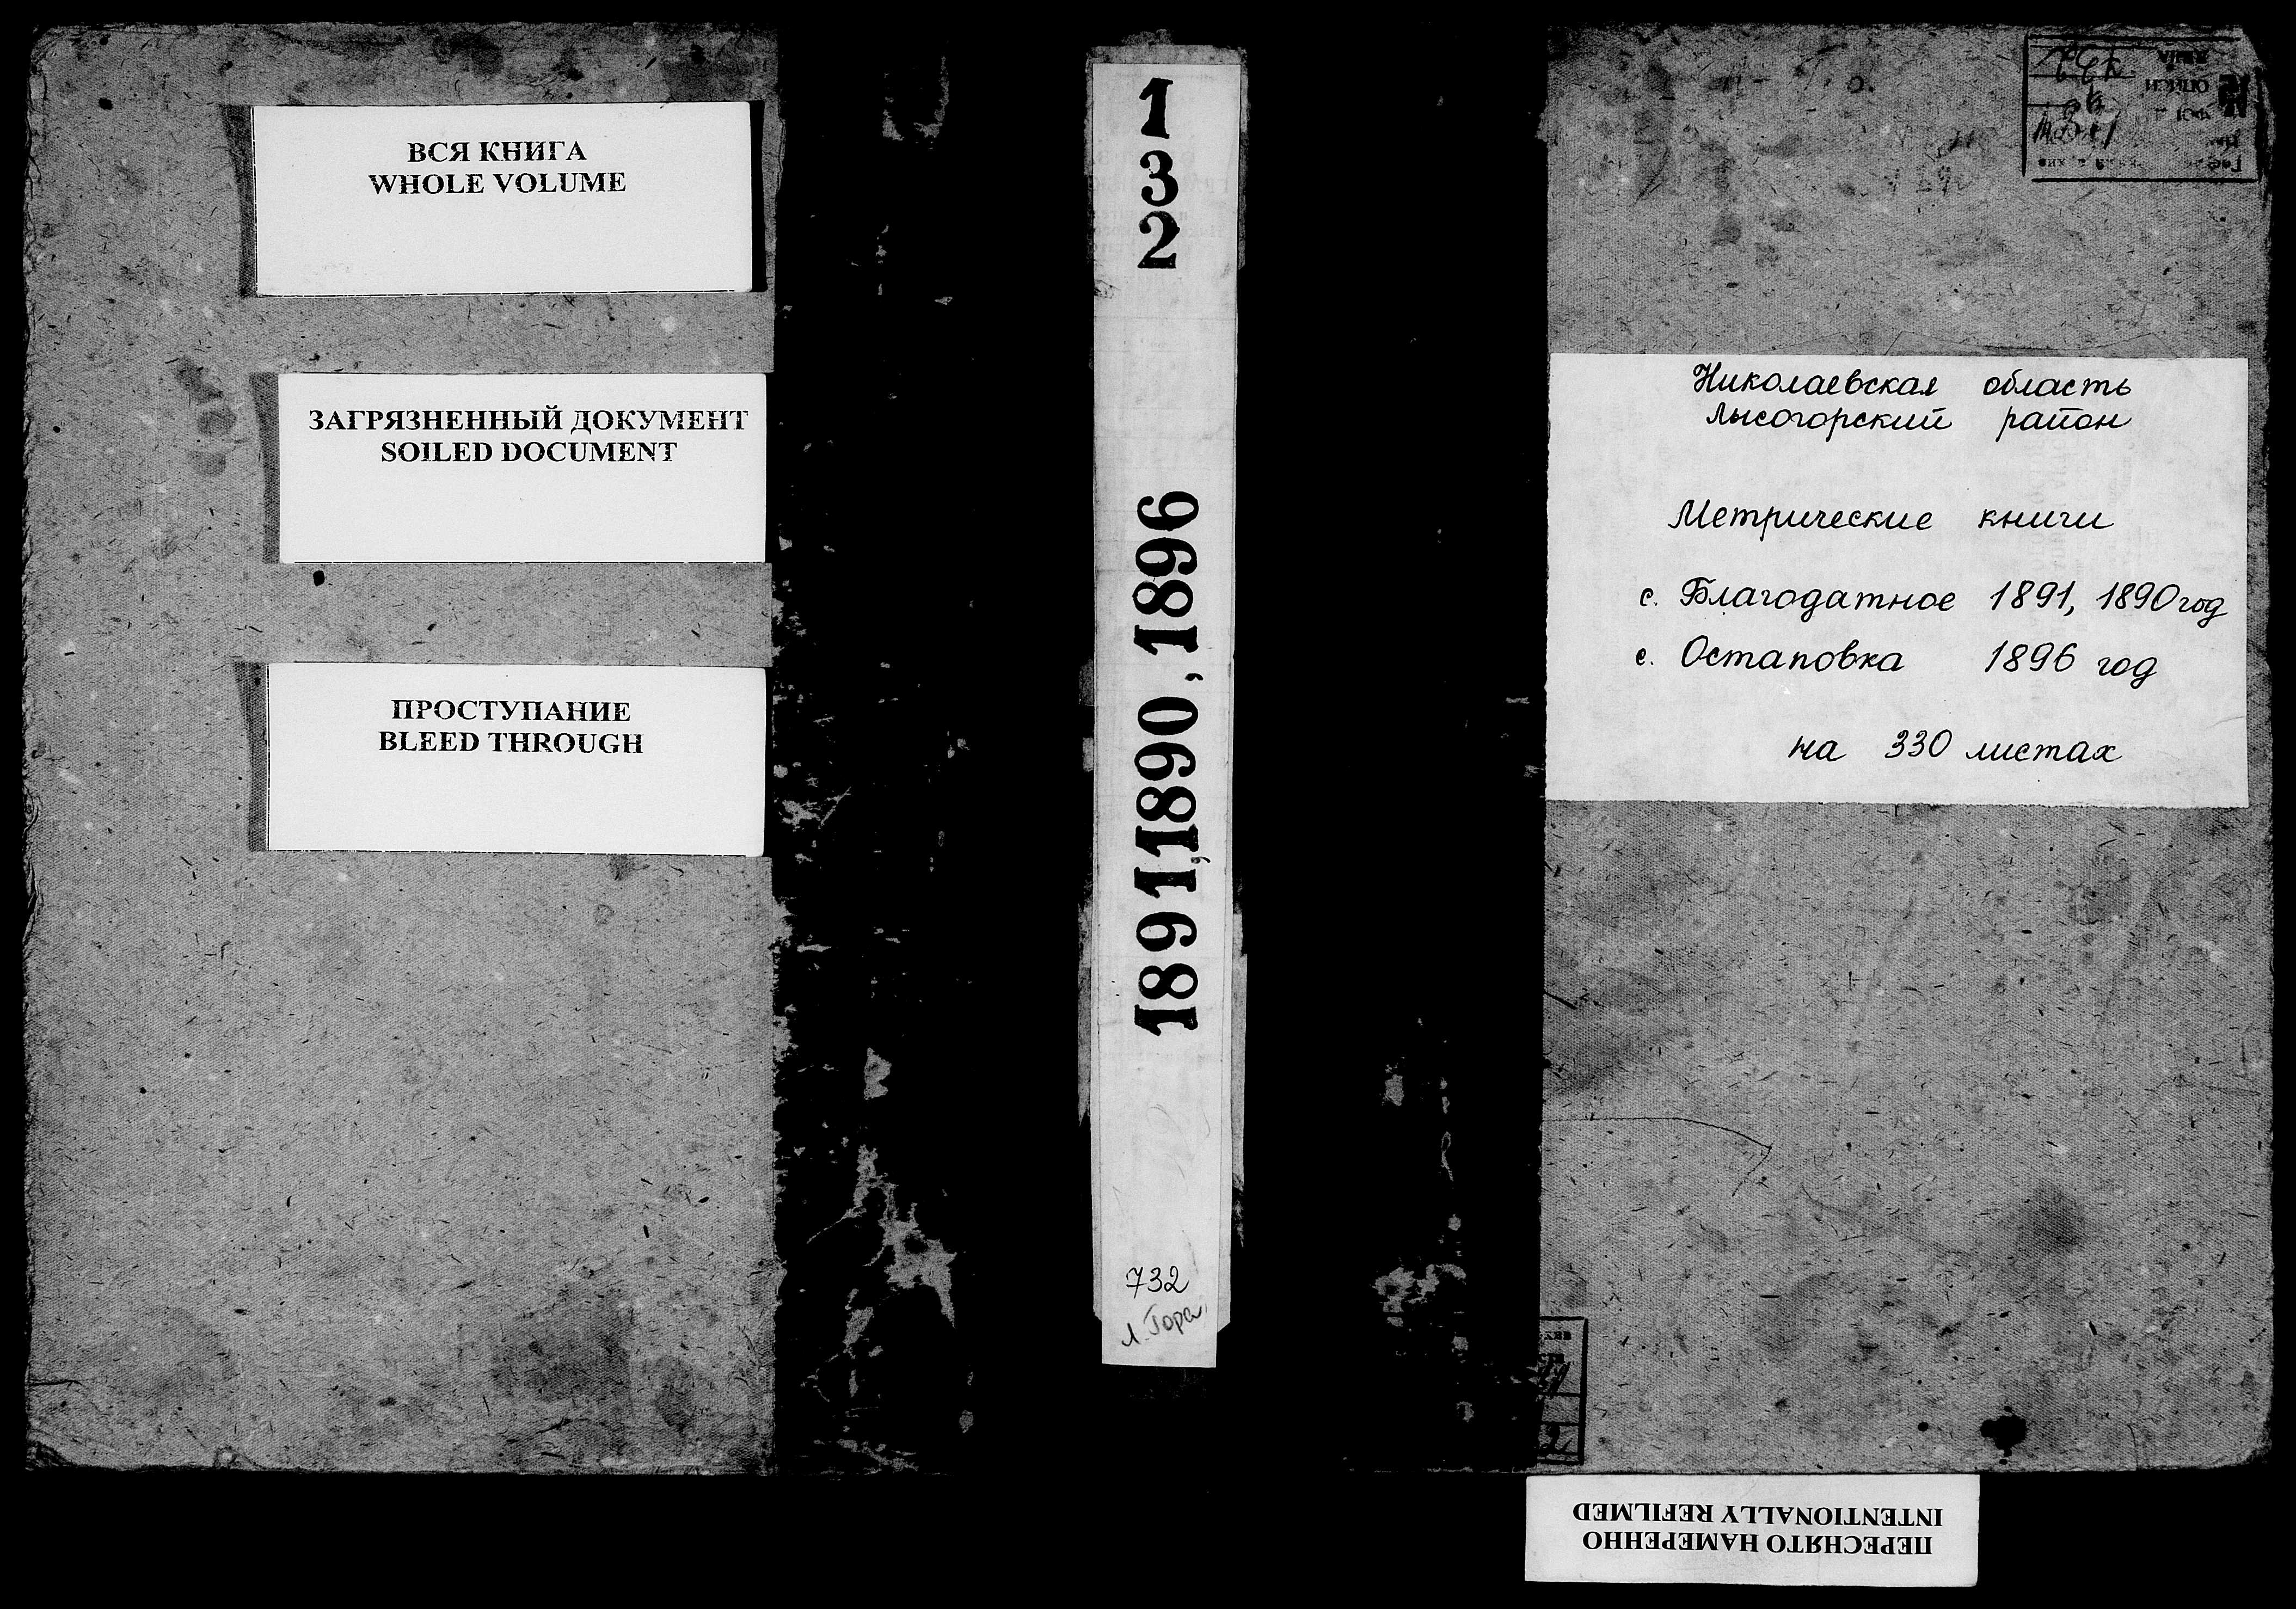 ВСЯ КНИГА
WHOLE VOLUME
ЗАГРЯЗНЕННЫЙ ДОКУМЕНТ
SOILED DOCUMENT
ПРОСТУПАНИЕ
BLEED THROUGH
1
3
2
1891,1890,1896
732
Л. Гора
Николаевская область
Лысогорский район
Метрические книги
с. Благодатное 1891, 1890 год
с. Остаповка 1896 год
на 330 листах
ПЕРЕСНЯТО НАМЕРЕННО
INTENTIONALLY REFILMED